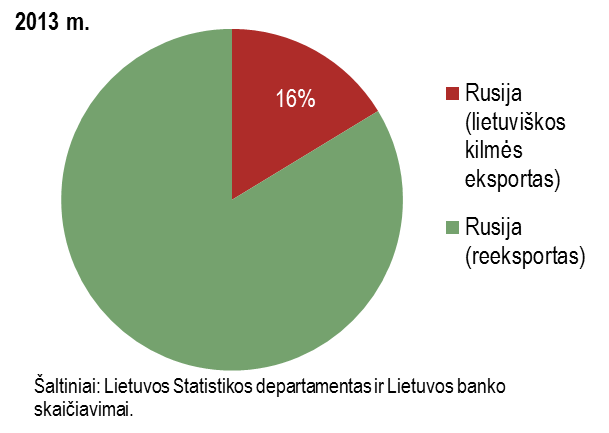 2013 m.
16%
Rusija
(lietuviškos
kilmės
eksportas)
Rusija
(reeksportas)
Šaltiniai: Lietuvos Statistikos departamentas ir Lietuvos banko
skaičiavimai.